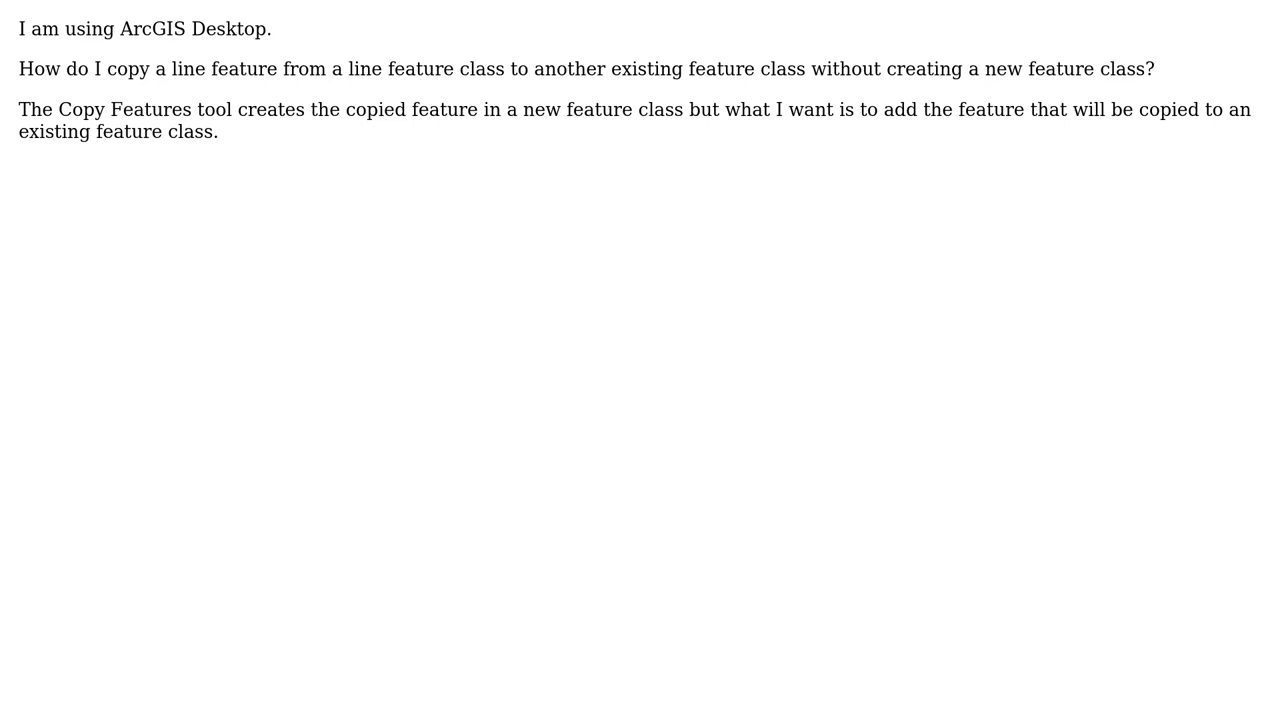 I am using ArcGIS Desktop.
How do I copy a line feature from a line feature class to another existing feature class without creating a new feature class?
The Copy Features tool creates the copied feature in a new feature class but what I want is to add the feature that will be copied to an
existing feature class.